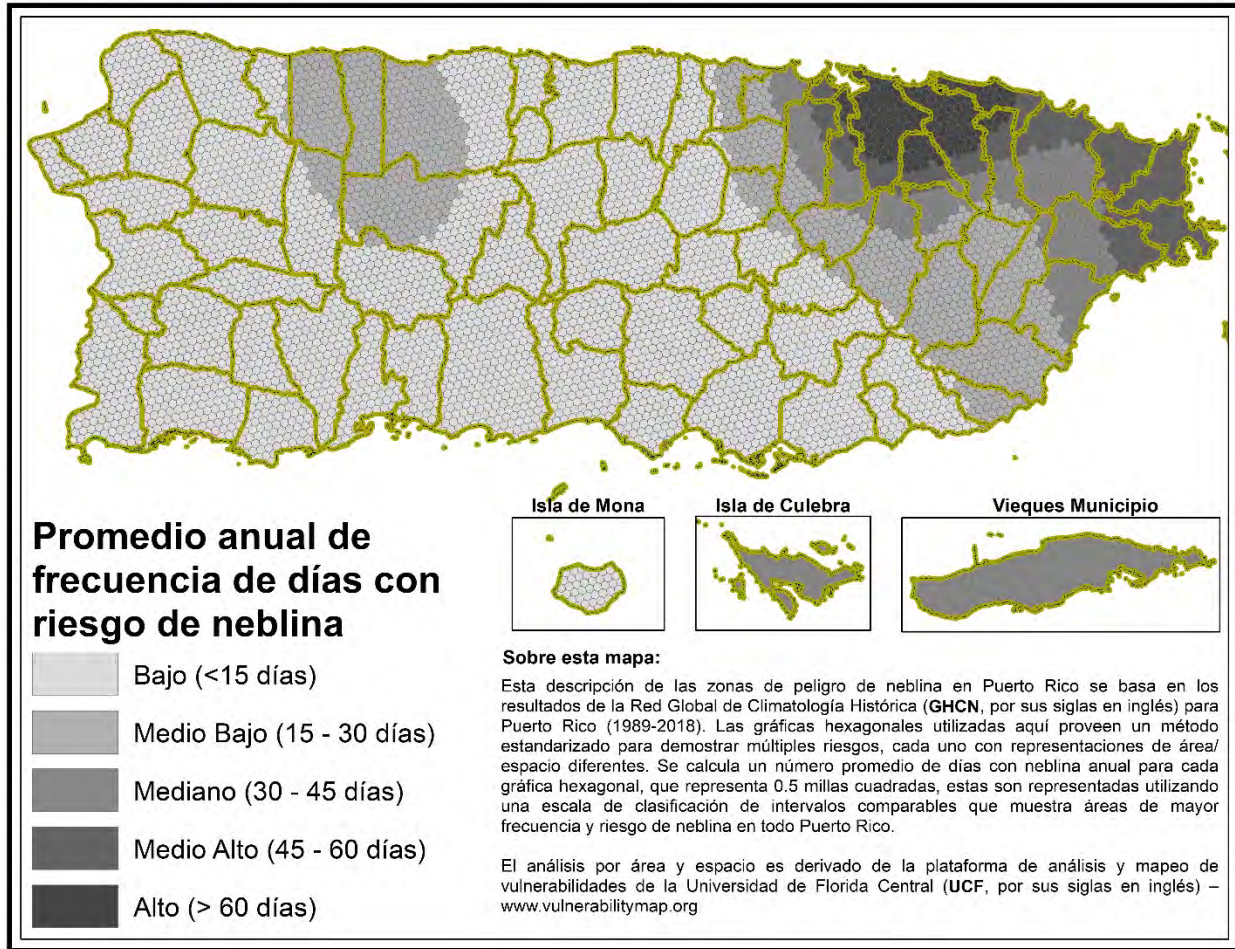 Isla de Mona
Isla de Culebra
Vieques Municipio
Promedio anual de
frecuencia de días con
riesgo de neblina
Bajo (<15 días)
Medio Bajo (15 - 30 días)
Mediano (30 - 45 días)
Medio Alto (45 - 60 días)
Alto (> 60 días)
Sobre esta mapa:
Esta descripción de las zonas de peligro de neblina en Puerto Rico se basa en los
resultados de la Red Global de Climatología Histórica (GHCN, por sus siglas en inglés) para
Puerto Rico (1989-2018). Las gráficas hexagonales utilizadas aquí proveen un método
estandarizado para demostrar múltiples riesgos, cada uno con representaciones de área/
espacio diferentes. Se calcula un número promedio de días con neblina anual para cada
gráfica hexagonal, que representa 0.5 millas cuadradas, estas son representadas utilizando
una escala de clasificación de intervalos comparables que muestra áreas de mayor
frecuencia y riesgo de neblina en todo Puerto Rico.
El análisis por área y espacio es derivado de la plataforma de análisis y mapeo de
vulnerabilidades de la Universidad de Florida Central (UCF, por sus siglas en inglés) –
www.vulnerabilitymap.org